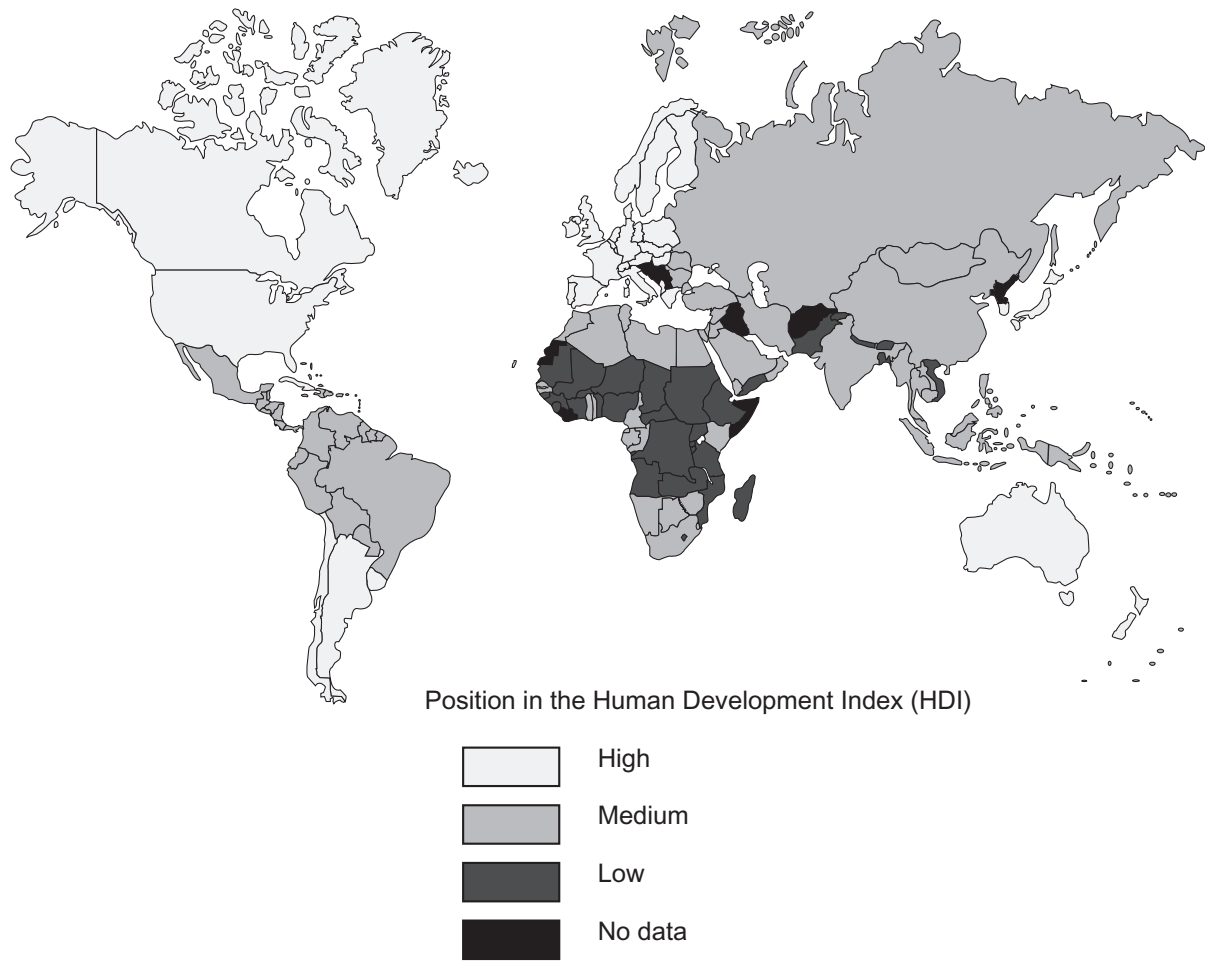 Position in the Human Development Index (HDI)
High
Medium
Low
No data